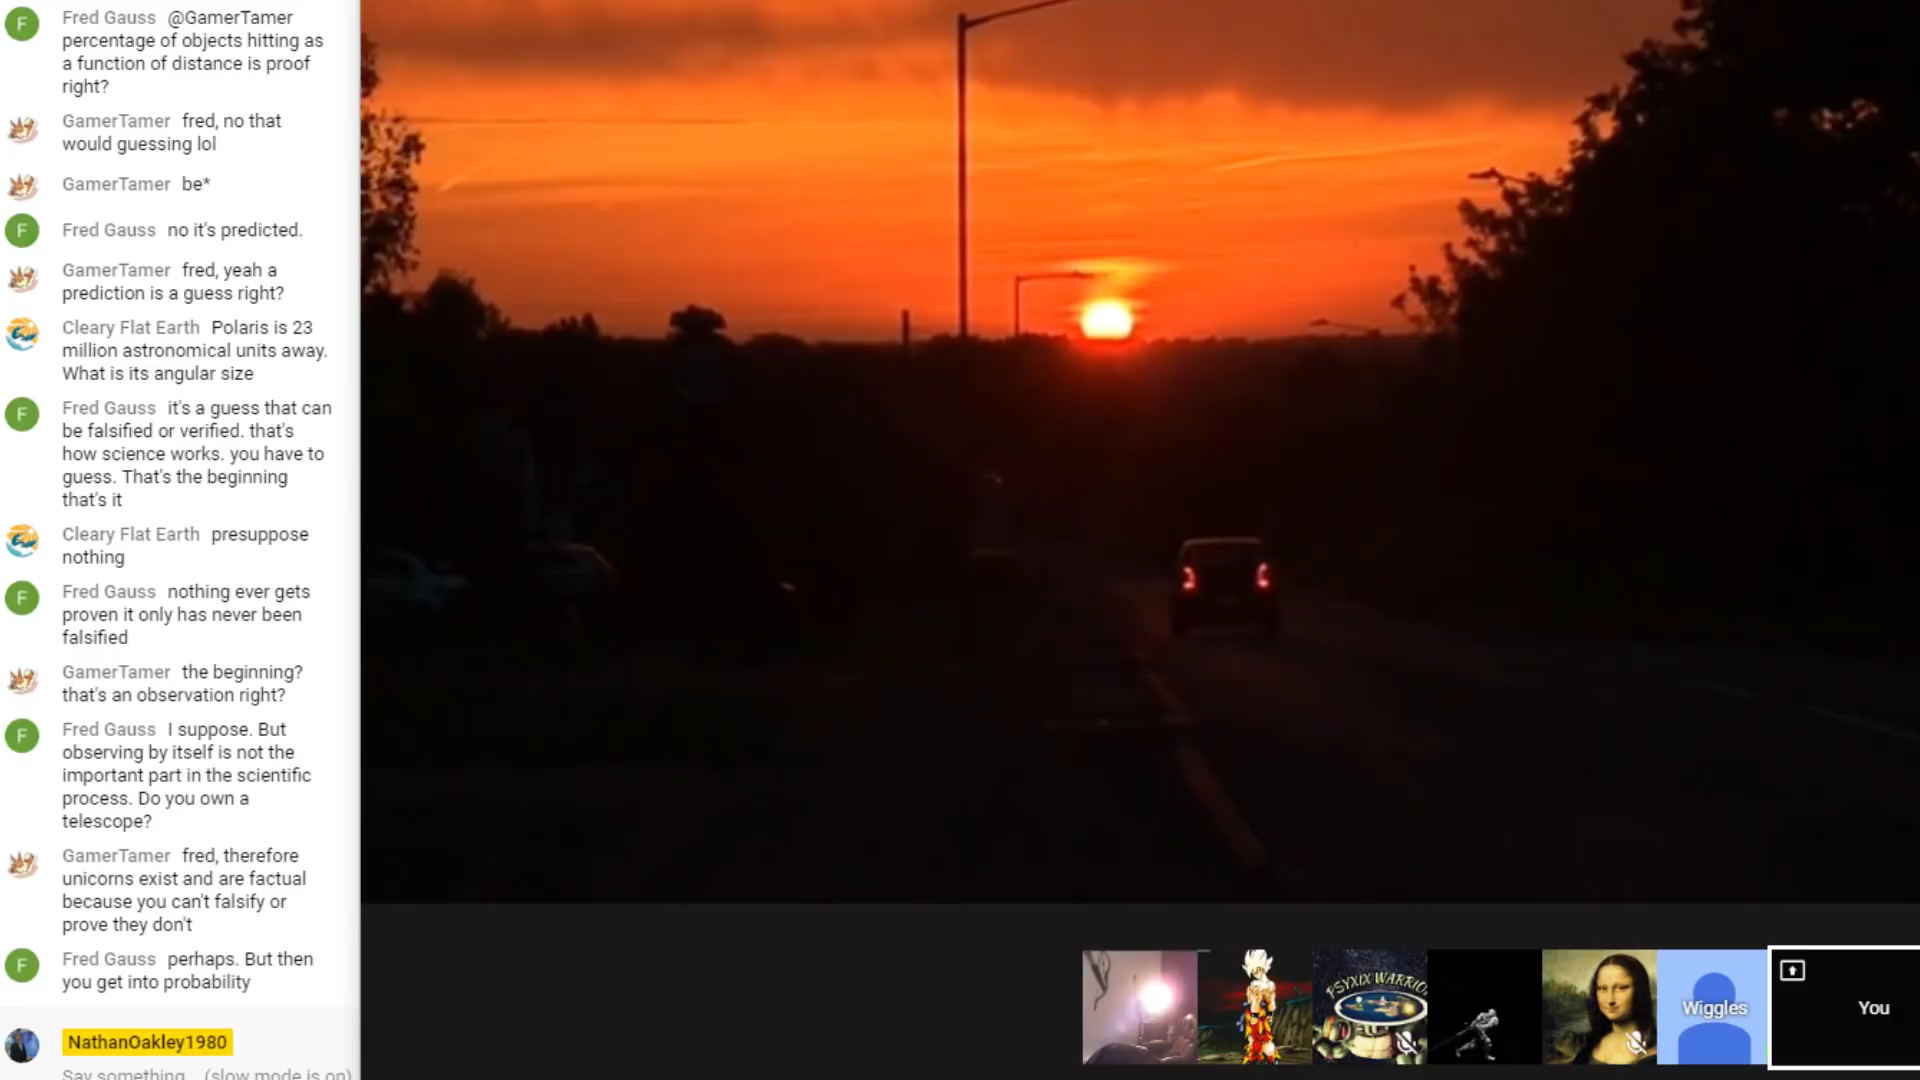 Fred Gauss @GamerTamer
percentage of objects hitting as
a function of distance is proof
right?
GamerTamer fred, no that
would guessing lol
GamerTamer be*
Fred Gauss no it's predicted.
GamerTamer fred, yeah a
prediction is a guess right?
Cleary Flat Earth Polaris is 23
million astronomical units away.
What is its angular size
Fred Gauss it's a guess that can
be falsified or verified. that's
how science works. you have to
guess. That's the beginning
that's it
Cleary Flat Earth presuppose
nothing
Fred Gauss nothing ever gets
proven it only has never been
falsified
GamerTamer the beginning?
that's an observation right?
Fred Gauss I suppose. But
observing by itself is not the
important part in the scientific
process. Do you own a
telescope?
GamerTamer fred, therefore
unicorns exist and are factual
because you can't falsify or
prove they don't
Fred Gauss perhaps. But then
you get into probability
NathanOakley1980
Say something... (slow mode is on)
F
F
F
F
F
F
PSYXIX WARRIO
Wiggles
You